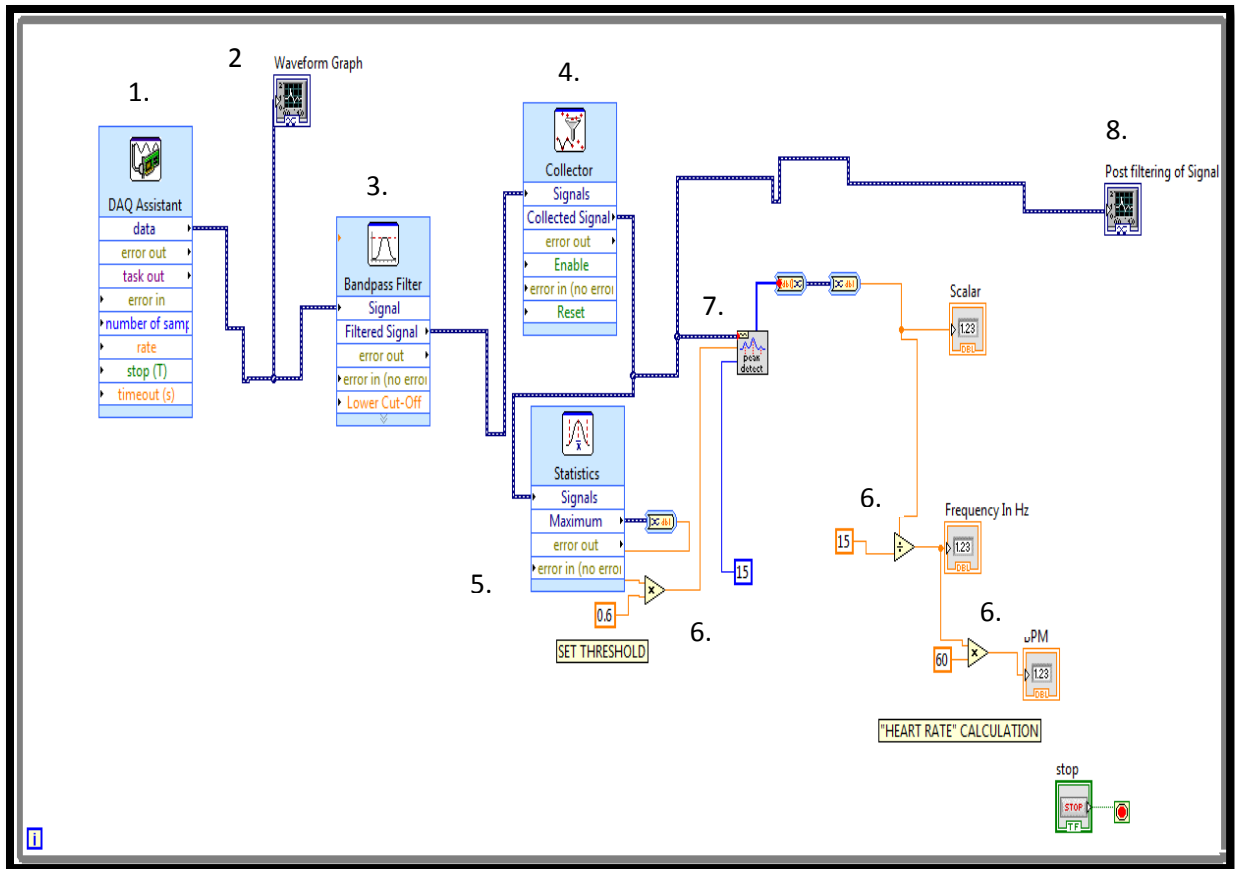 1.
DAQ Assistant
data
error out
task out
error in
number of samp
rate
stop (T)
timeout (s)
2
Waveform Graph
3.
Bandpass Filter
Signal
Filtered Signal
error out
error in (no erro
Lower Cut-Off
4.
Collector
Signals
Collected Signal
error out
Enable
error in (no erro
Reset
5.
Statistics
Signals
Maximum
error out
error in (no erro
dbl
0.6
x
6.
SET THRESHOLD
7.
peak
detect
15
dbl
dbl
8.
Post filtering of Signal
Scalar
1.23
DBL
6.
15
÷
Frequency In Hz
1.23
DBL
6.
60
x
PM
1.23
DBL
"HEART RATE" CALCULATION
stop
STOP
TF
i